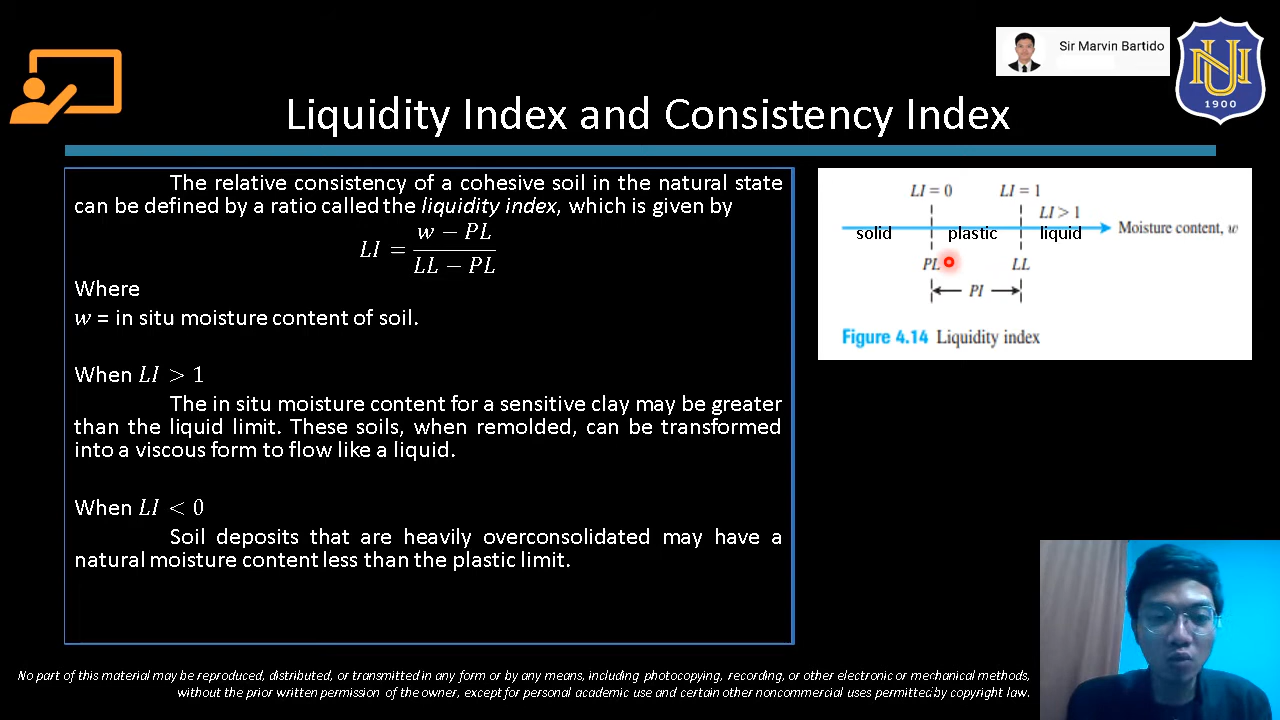 Sir Marvin Bartido
NU
1900
Liquidity Index and Consistency Index
The relative consistency of a cohesive soil in the natural state
can be defined by a ratio called the liquidity index, which is given by
LI = (w − PL) / (LL − PL)
Where
w = in situ moisture content of soil.
When LI > 1
The in situ moisture content for a sensitive clay may be greater
than the liquid limit. These soils, when remolded, can be transformed
into a viscous form to flow like a liquid.
When LI < 0
Soil deposits that are heavily overconsolidated may have a
natural moisture content less than the plastic limit.
LI = 0 LI = 1
LI > 1
solid plastic liquid Moisture content, w
PL LL
PI
Figure 4.14 Liquidity index
No part of this material may be reproduced, distributed, or transmitted in any form or by any means, including photocopying, recording, or other electronic or mechanical methods,
without the prior written permission of the owner, except for personal academic use and certain other noncommercial uses permitted by copyright law.